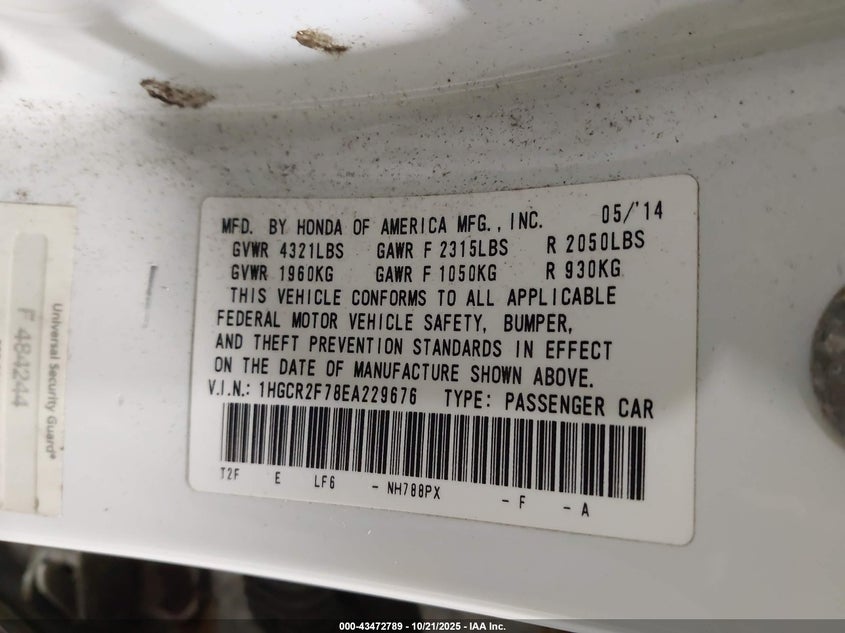 MFD. BY HONDA OF AMERICA MFG., INC. 05/'14
GVWR 4321LBS GAWR F 2315LBS R 2050LBS
GVWR 1960KG GAWR F 1050KG R 930KG
THIS VEHICLE CONFORMS TO ALL APPLICABLE
FEDERAL MOTOR VEHICLE SAFETY, BUMPER,
AND THEFT PREVENTION STANDARDS IN EFFECT
ON THE DATE OF MANUFACTURE SHOWN ABOVE.
V.I.N.: 1HGCR2F78EA229676 TYPE: PASSENGER CAR
T2F E LF6 - NH788PX - F - A
Universal Security Guard®
F 484244
000-43472789 - 10/21/2025 - IAA Inc.